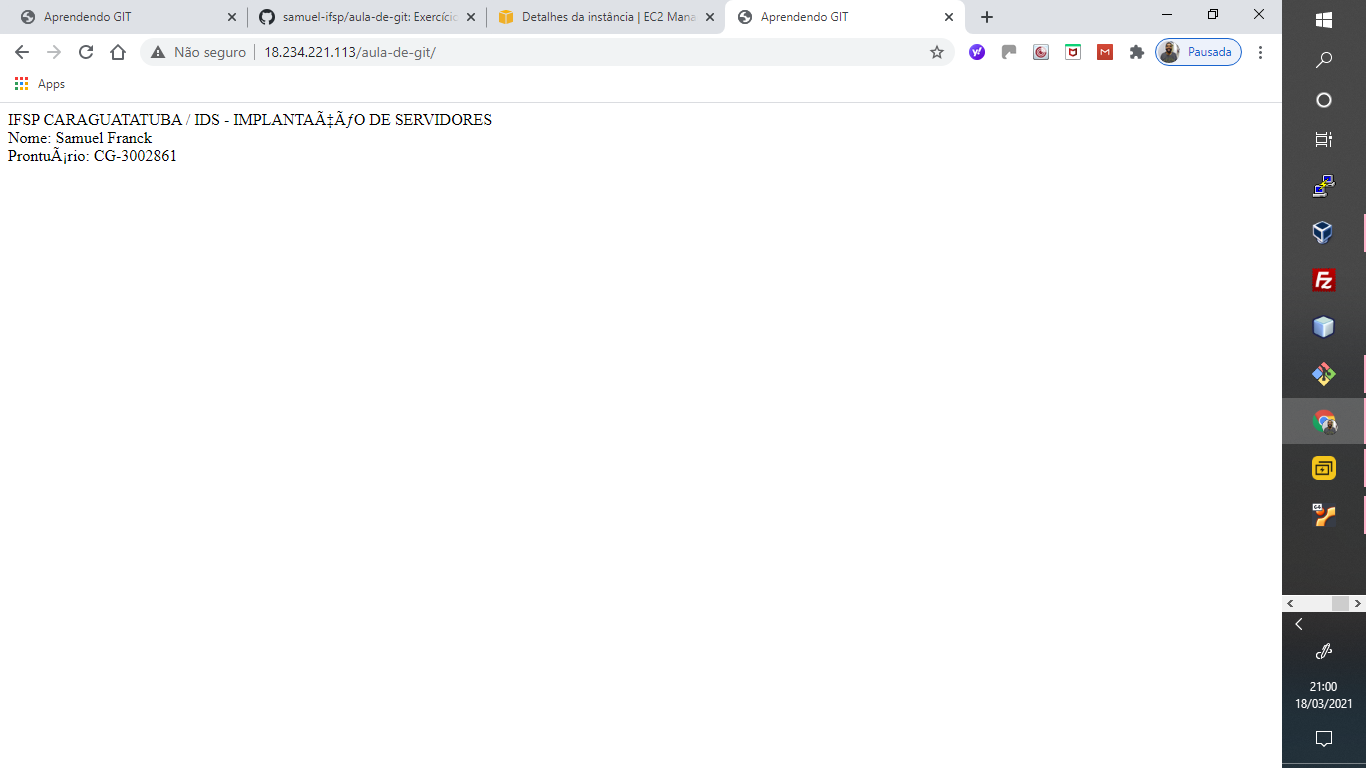 Aprendendo GIT
samuel-ifsp/aula-de-git: Exercício
Detalhes da instância | EC2 Mana
Aprendendo GIT
Não seguro
18.234.221.113/aula-de-git/
Pausada
Apps
IFSP CARAGUATATUBA / IDS - IMPLANTAÃ‡ÃƒO DE SERVIDORES
Nome: Samuel Franck
ProntuÃ¡rio: CG-3002861
21:00
18/03/2021